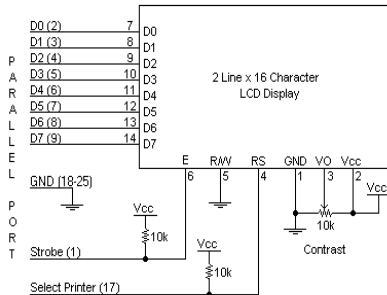 PARALLEL PORT
D0 (2) 7 D0
D1 (3) 8 D1
D2 (4) 9 D2
D3 (5) 10 D3
D4 (6) 11 D4
D5 (7) 12 D5
D6 (8) 13 D6
D7 (9) 14 D7
2 Line x 16 Character
LCD Display
E R/W RS GND VO Vcc
6 5 4 1 3 2
GND (18-25)
Vcc
10k
Strobe (1)
Vcc
10k
Select Printer (17)
Vcc
10k
Contrast